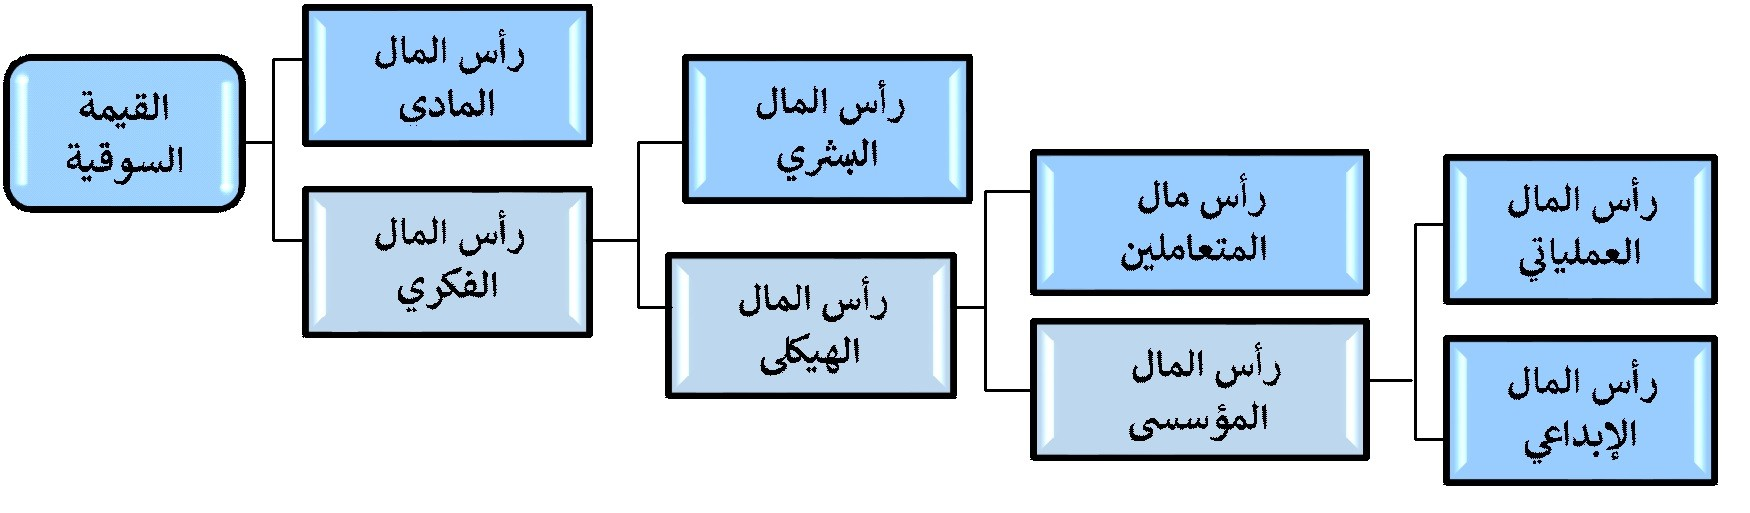 القيمة
السوقية
رأس المال
المادى
رأس المال
الفكري
رأس المال
البشري
رأس المال
الهيكلى
رأس مال
المتعاملين
رأس المال
المؤسسى
رأس المال
العملياتي
رأس المال
الإبداعي